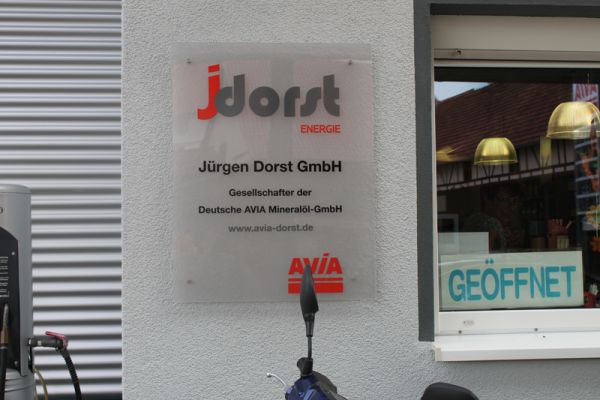 jdorst
ENERGIE
Jürgen Dorst GmbH
Gesellschafter der
Deutsche AVIA Mineralöl-GmbH
www.avia-dorst.de
AVIA
GEÖFFNET